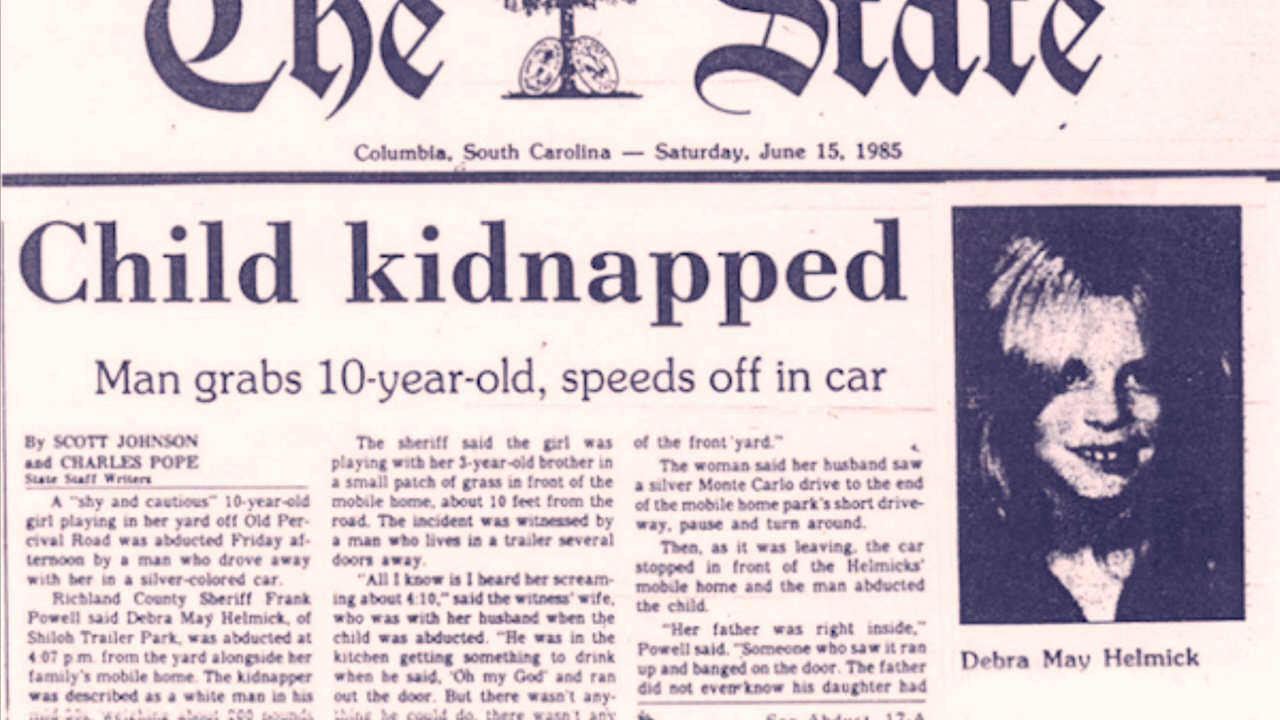 The State
Columbia, South Carolina — Saturday, June 15, 1985
Child kidnapped
Man grabs 10-year-old, speeds off in car
By SCOTT JOHNSON
and CHARLES POPE
State Staff Writers
A "shy and cautious" 10-year-old
girl playing in her yard off Old Per-
cival Road was abducted Friday af-
ternoon by a man who drove away
with her in a silver-colored car.
Richland County Sheriff Frank
Powell said Debra May Helmick, of
Shiloh Trailer Park, was abducted at
4:07 p.m. from the yard alongside her
family's mobile home. The kidnapper
was described as a white man in his
weighing about 200 pounds
The sheriff said the girl was
playing with her 3-year-old brother in
a small patch of grass in front of the
mobile home, about 10 feet from the
road. The incident was witnessed by
a man who lives in a trailer several
doors away.
"All I know is I heard her scream-
ing about 4:10," said the witness' wife,
who was with her husband when the
child was abducted. "He was in the
kitchen getting something to drink
when he said, 'Oh my God' and ran
out the door. But there wasn't any-
thing he could do, there wasn't any
of the front yard."
The woman said her husband saw
a silver Monte Carlo drive to the end
of the mobile home park's short drive-
way, pause and turn around.
Then, as it was leaving, the car
stopped in front of the Helmicks'
mobile home and the man abducted
the child.
"Her father was right inside,"
Powell said. "Someone who saw it ran
up and banged on the door. The father
did not even know his daughter had
See Abduct, 17-A
Debra May Helmick